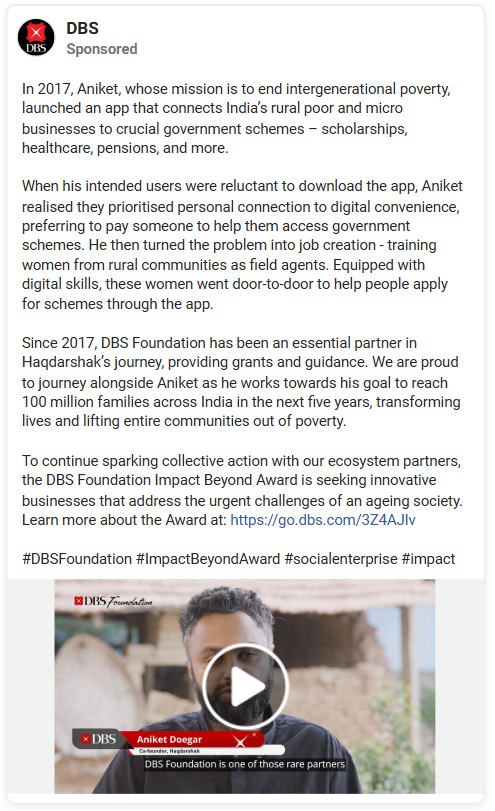 DBS
DBS
Sponsored
In 2017, Aniket, whose mission is to end intergenerational poverty,
launched an app that connects India's rural poor and micro
businesses to crucial government schemes – scholarships,
healthcare, pensions, and more.
When his intended users were reluctant to download the app, Aniket
realised they prioritised personal connection to digital convenience,
preferring to pay someone to help them access government
schemes. He then turned the problem into job creation - training
women from rural communities as field agents. Equipped with
digital skills, these women went door-to-door to help people apply
for schemes through the app.
Since 2017, DBS Foundation has been an essential partner in
Haqdarshak's journey, providing grants and guidance. We are proud
to journey alongside Aniket as he works towards his goal to reach
100 million families across India in the next five years, transforming
lives and lifting entire communities out of poverty.
To continue sparking collective action with our ecosystem partners,
the DBS Foundation Impact Beyond Award is seeking innovative
businesses that address the urgent challenges of an ageing society.
Learn more about the Award at: https://go.dbs.com/3Z4AJlv
#DBSFoundation #ImpactBeyondAward #socialenterprise #impact
DBS Foundation
DBS
Aniket Doegar
Co-founder, Haqdarshak
DBS Foundation is one of those rare partners